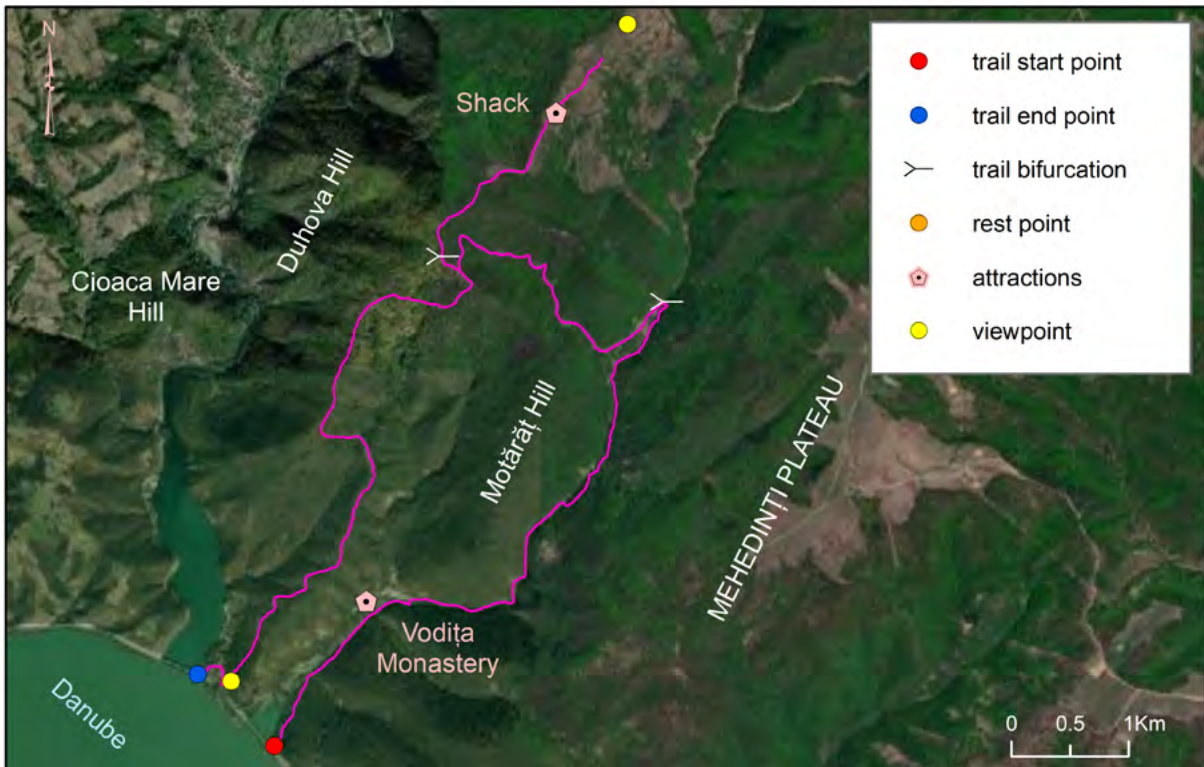 N
Shack
Duhova Hill
Cioaca Mare
Hill
Motărăț Hill
MEHEDINȚI PLATEAU
Vodița
Monastery
Danube
trail start point
trail end point
trail bifurcation
rest point
attractions
viewpoint
0 0.5 1Km